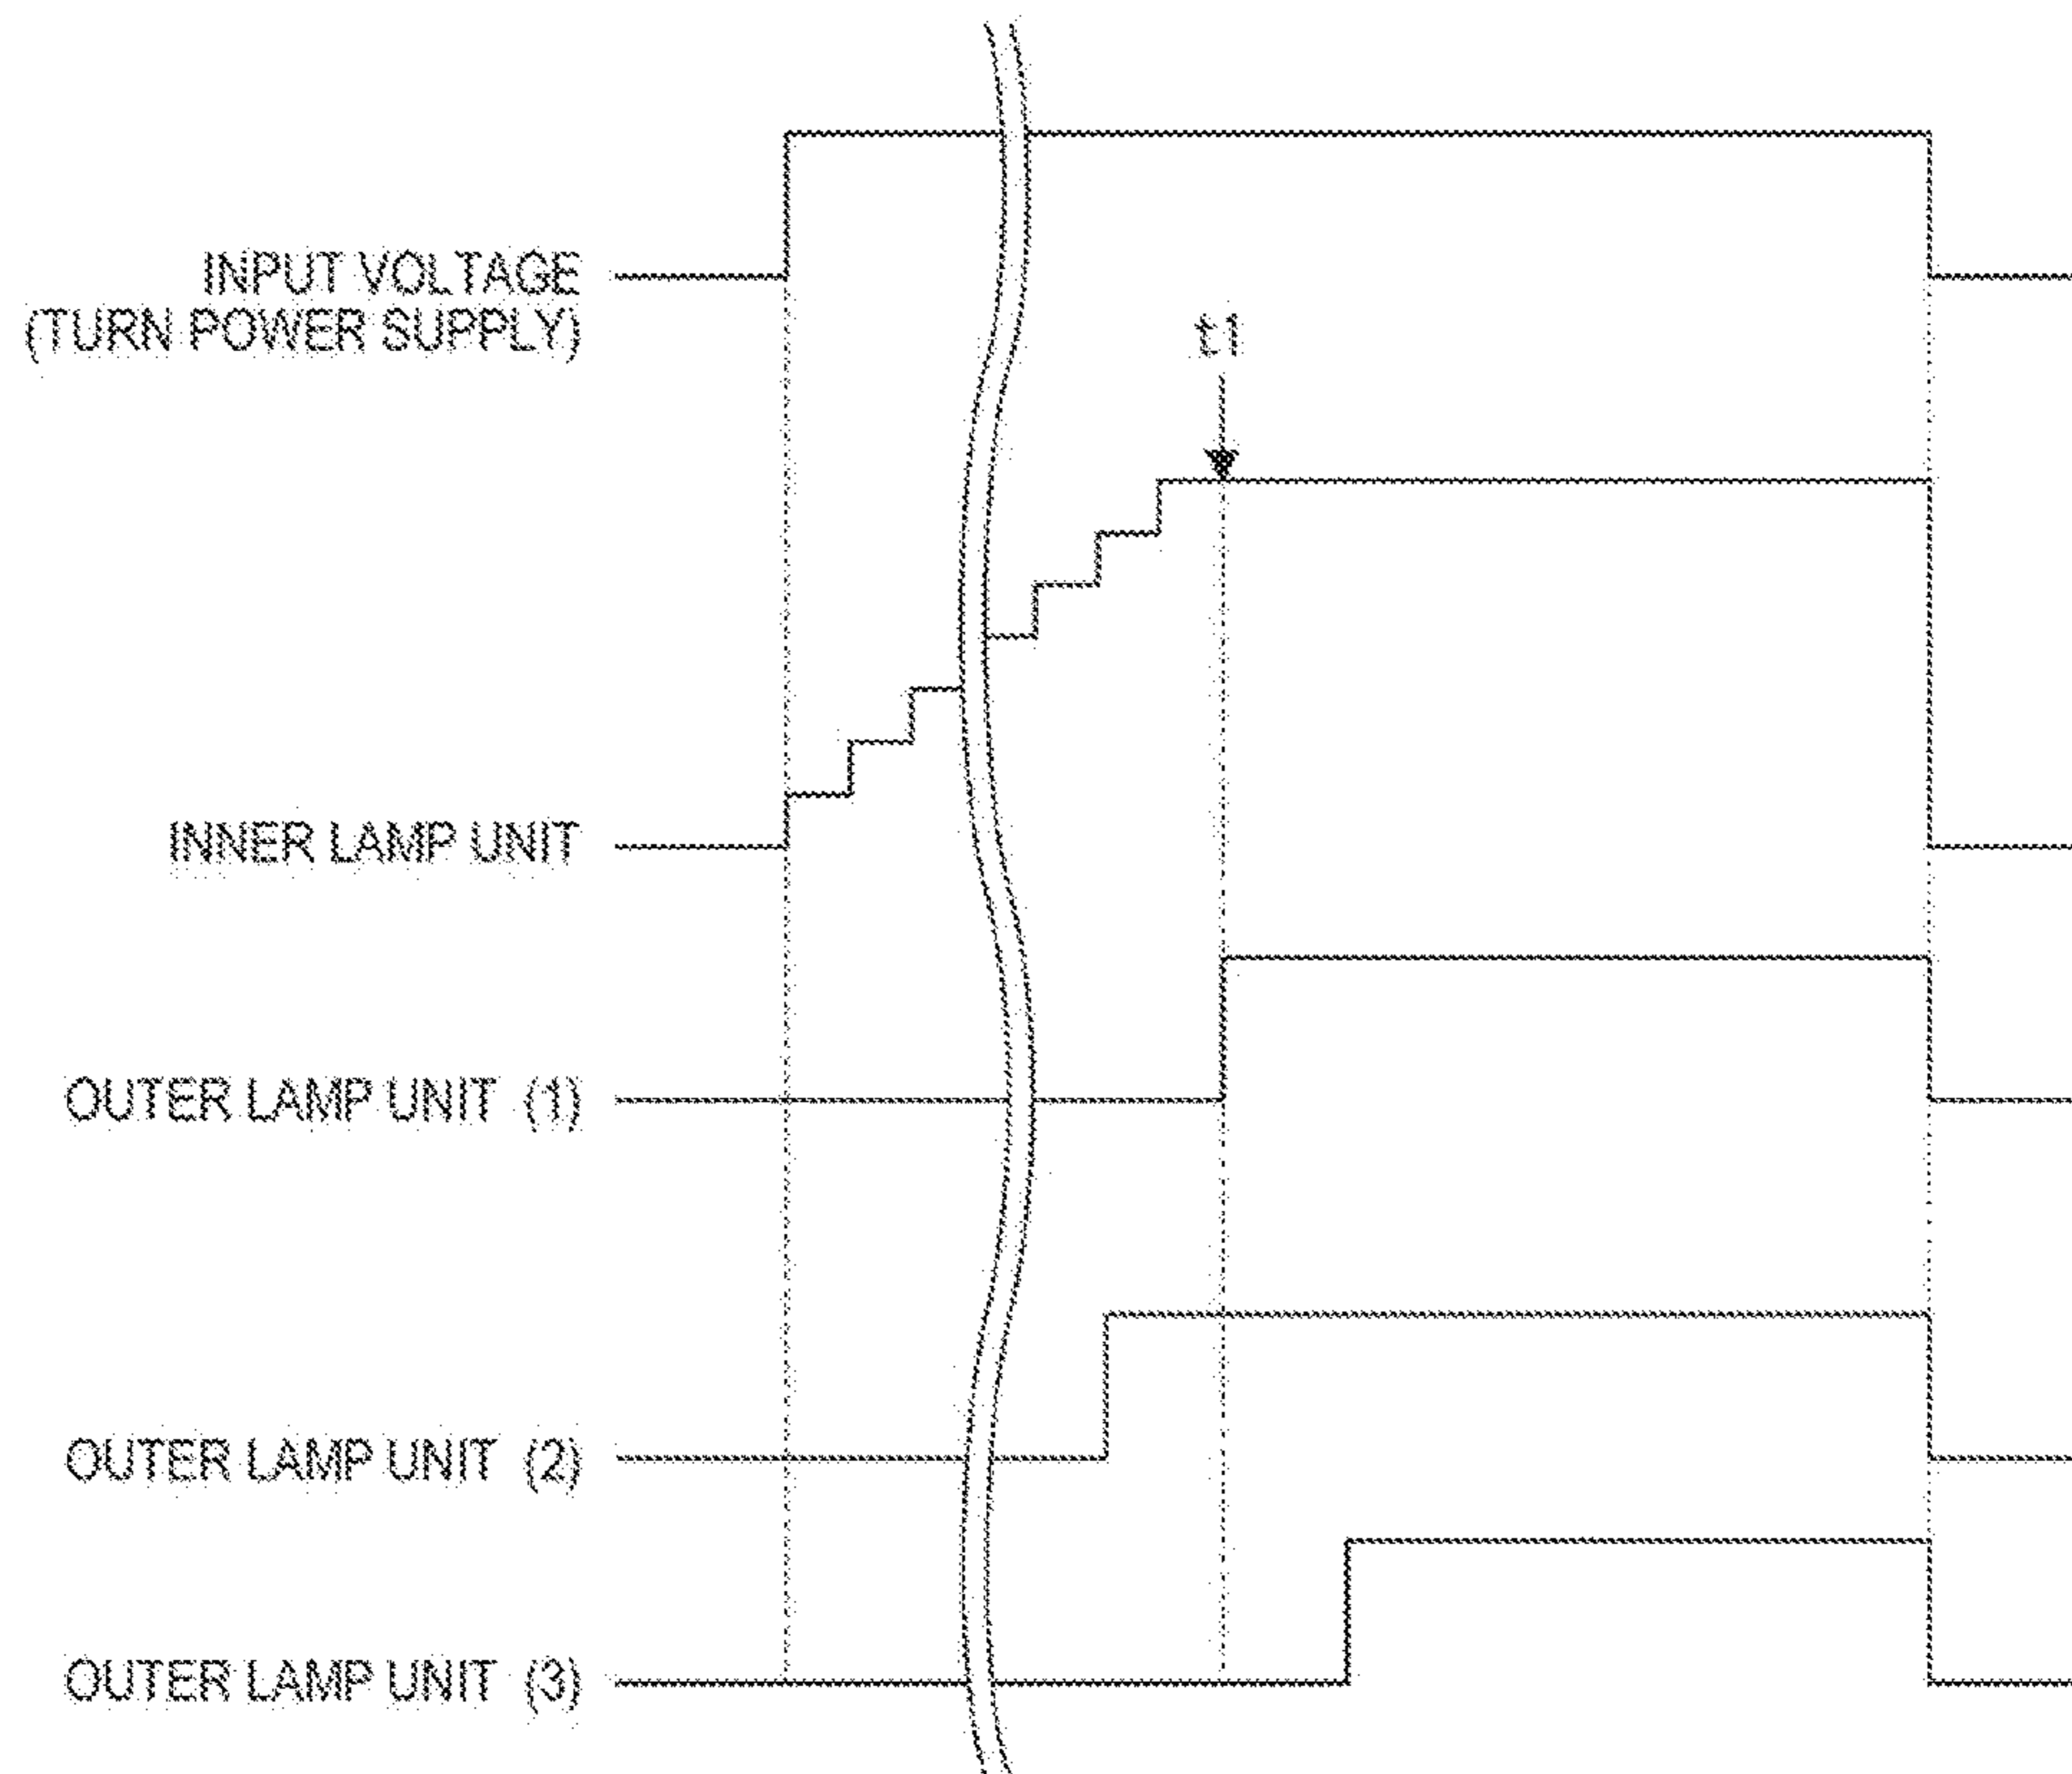 INPUT VOLTAGE
(TURN POWER SUPPLY)
t1
INNER LAMP UNIT
OUTER LAMP UNIT (1)
OUTER LAMP UNIT (2)
OUTER LAMP UNIT (3)